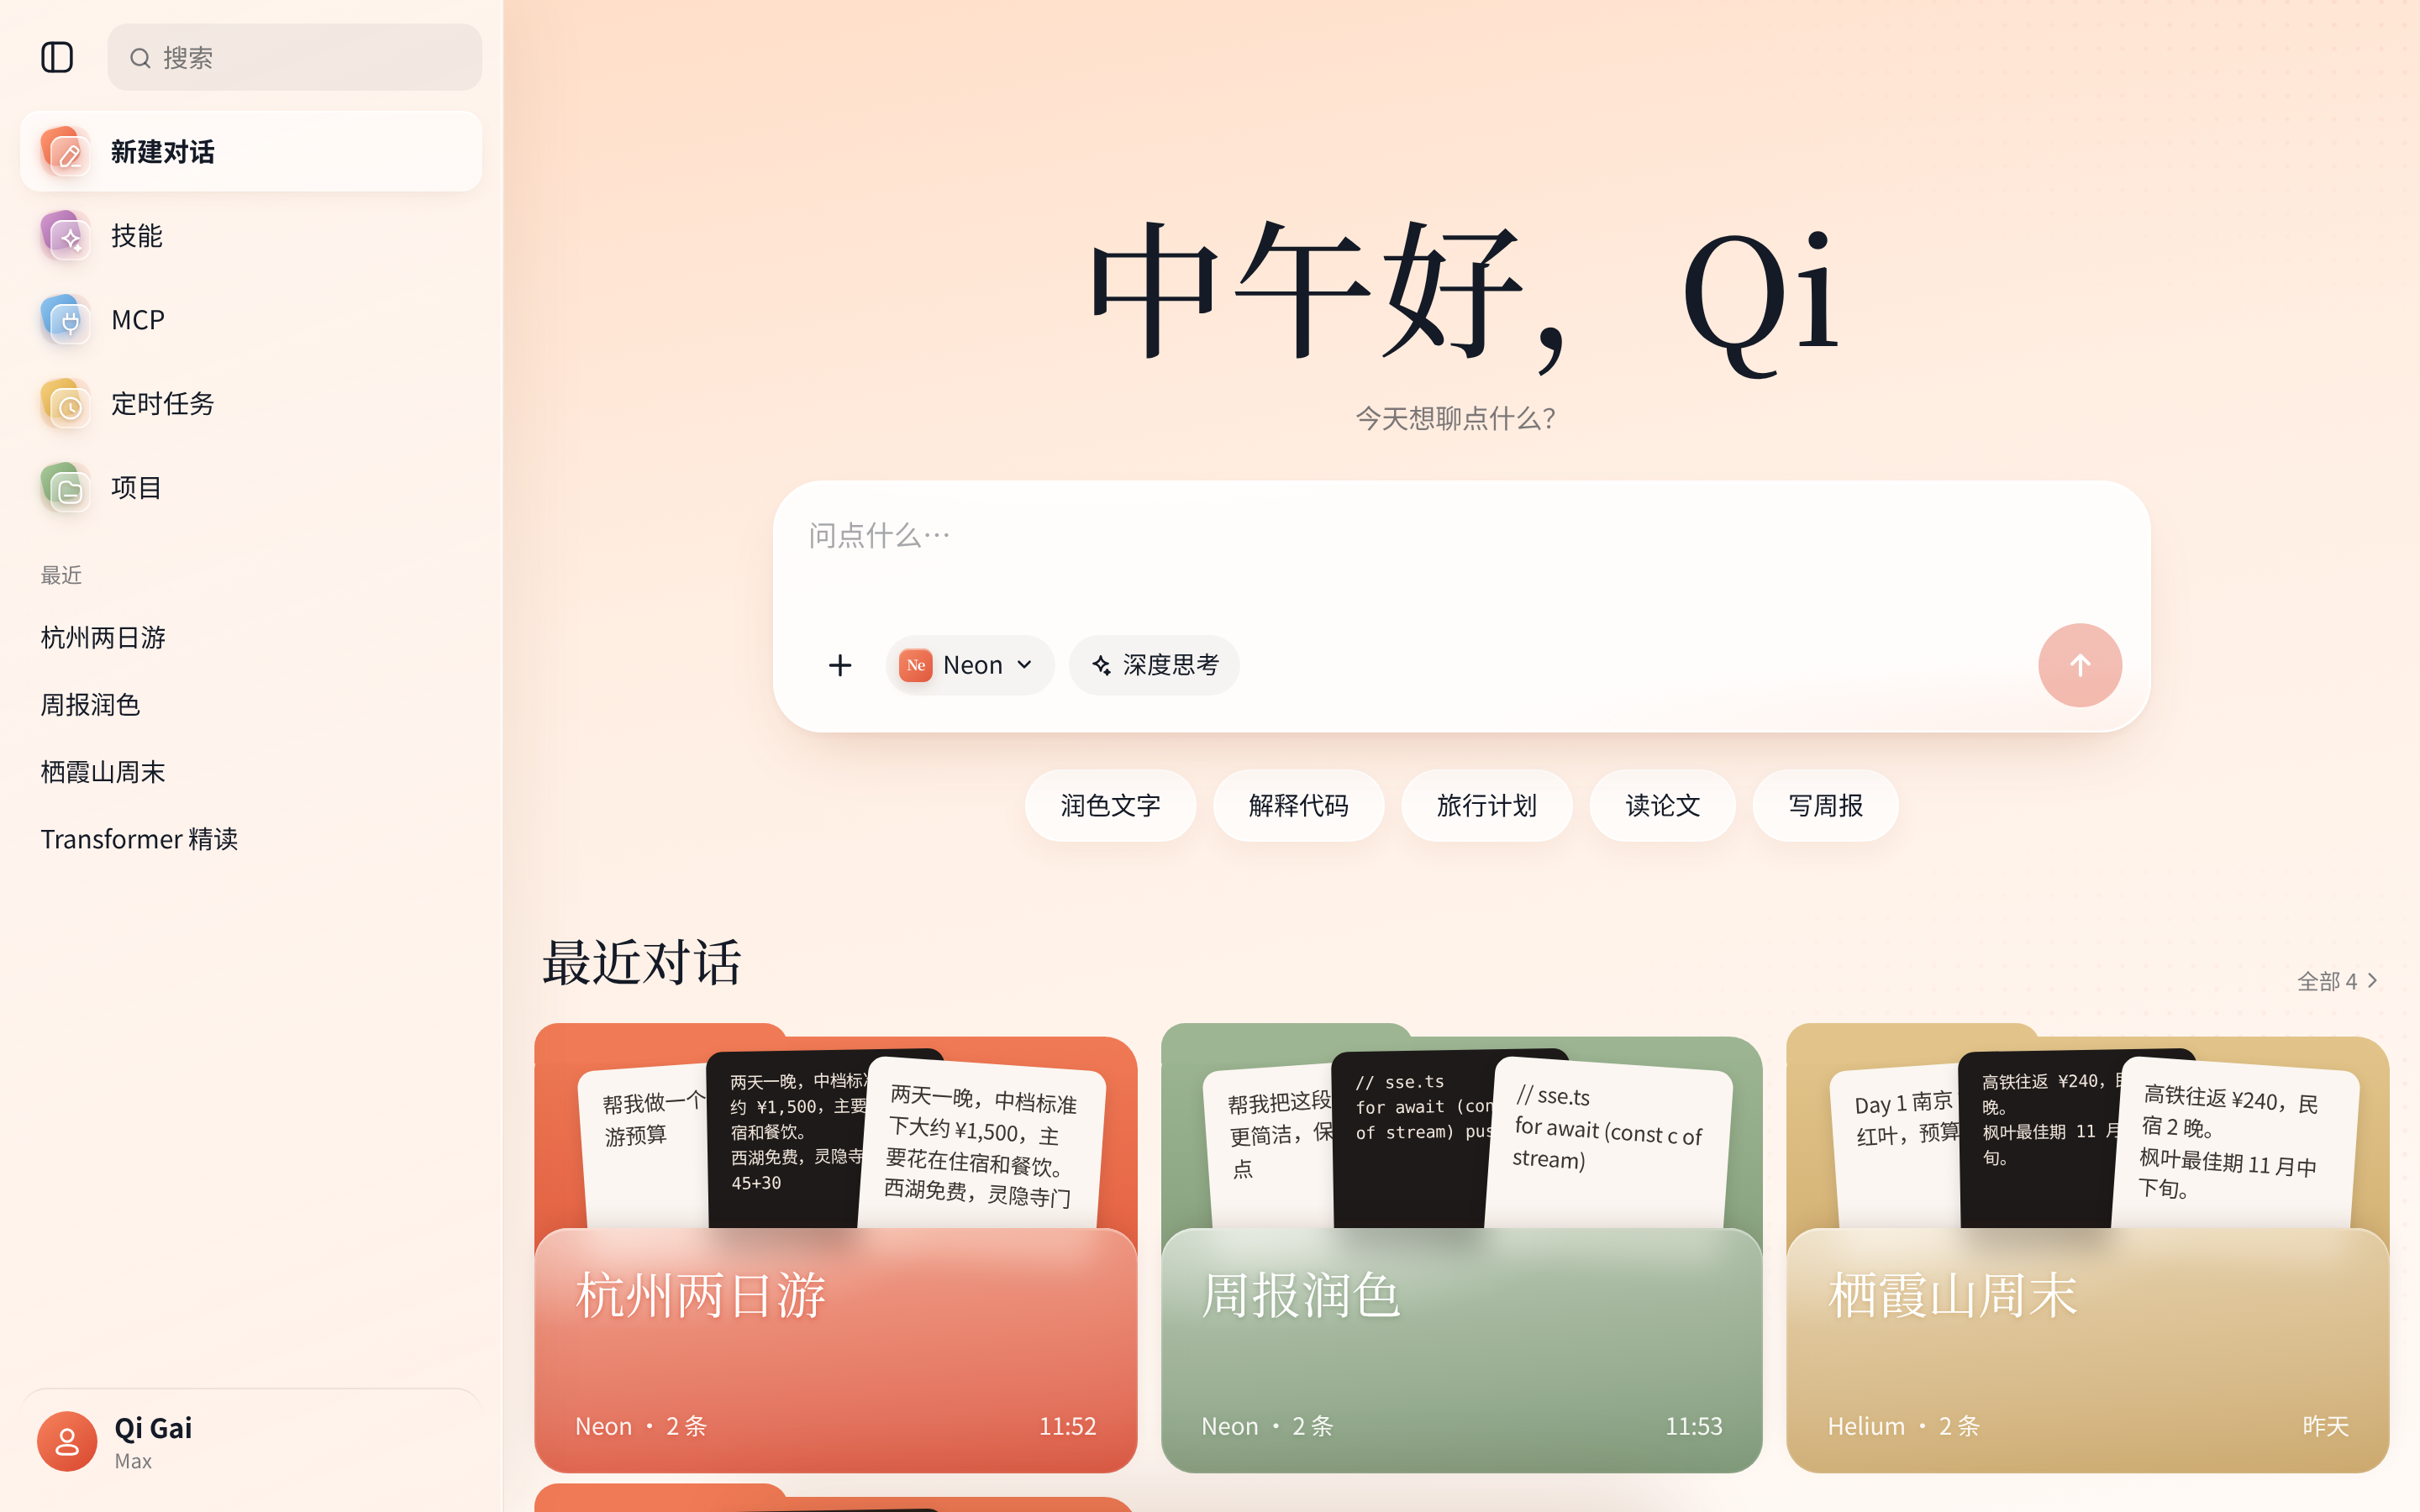 搜索
新建对话
技能
MCP
定时任务
项目
最近
杭州两日游
周报润色
栖霞山周末
Transformer 精读
Qi Gai
Max
中午好， Qi
今天想聊点什么？
问点什么…
Ne Neon
深度思考
润色文字
解释代码
旅行计划
读论文
写周报
最近对话
全部 4
帮我做一个
游预算
两天一晚，中档标
约 ¥1,500，主要
宿和餐饮。
西湖免费，灵隐寺
45+30
两天一晚，中档标准
下大约 ¥1,500，主
要花在住宿和餐饮。
西湖免费，灵隐寺门
杭州两日游
Neon · 2 条
11:52
帮我把这段
更简洁，保
点
// sse.ts
for await (con
of stream) pus
// sse.ts
for await (const c of
stream)
周报润色
Neon · 2 条
11:53
Day 1 南京
红叶，预算
高铁往返 ¥240，
晚。
枫叶最佳期 11 月
旬。
高铁往返 ¥240，民
宿 2 晚。
枫叶最佳期 11 月中
下旬。
栖霞山周末
Helium · 2 条
昨天